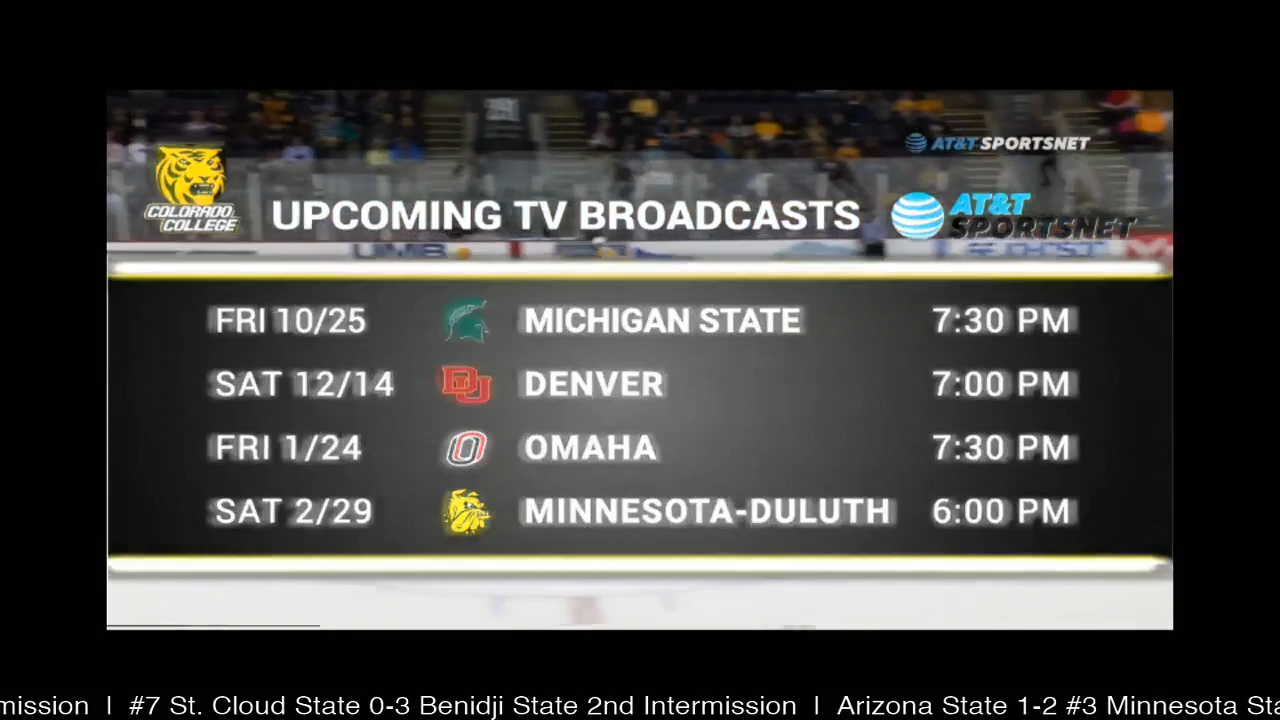 AT&T SPORTSNET
COLORADO
COLLEGE
UPCOMING TV BROADCASTS
AT&T
SPORTSNET
UMB
FRI 10/25 MICHIGAN STATE 7:30 PM
SAT 12/14 DU DENVER 7:00 PM
FRI 1/24 O OMAHA 7:30 PM
SAT 2/29 MINNESOTA-DULUTH 6:00 PM
mission | #7 St. Cloud State 0-3 Benidji State 2nd Intermission | Arizona State 1-2 #3 Minnesota Sta